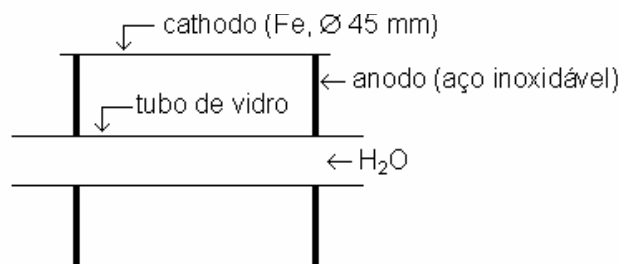 cathodo (Fe, Ø 45 mm)
anodo (aço inoxidável)
tubo de vidro
H₂O